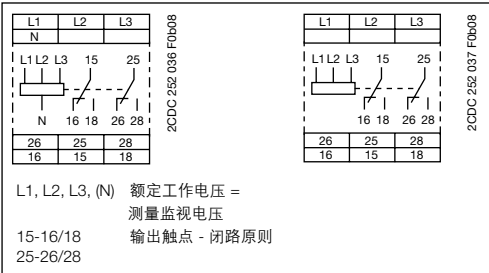 L1 L2 L3
N
L1 L2 L3 15 25
N 16 18 26 28
26 25 28
16 15 18
2CDC 252 036 F0b08
L1 L2 L3
L1 L2 L3 15 25
16 18 26 28
26 25 28
16 15 18
2CDC 252 037 F0b08
L1, L2, L3, (N) 额定工作电压 =
测量监视电压
15-16/18 输出触点 - 闭路原则
25-26/28